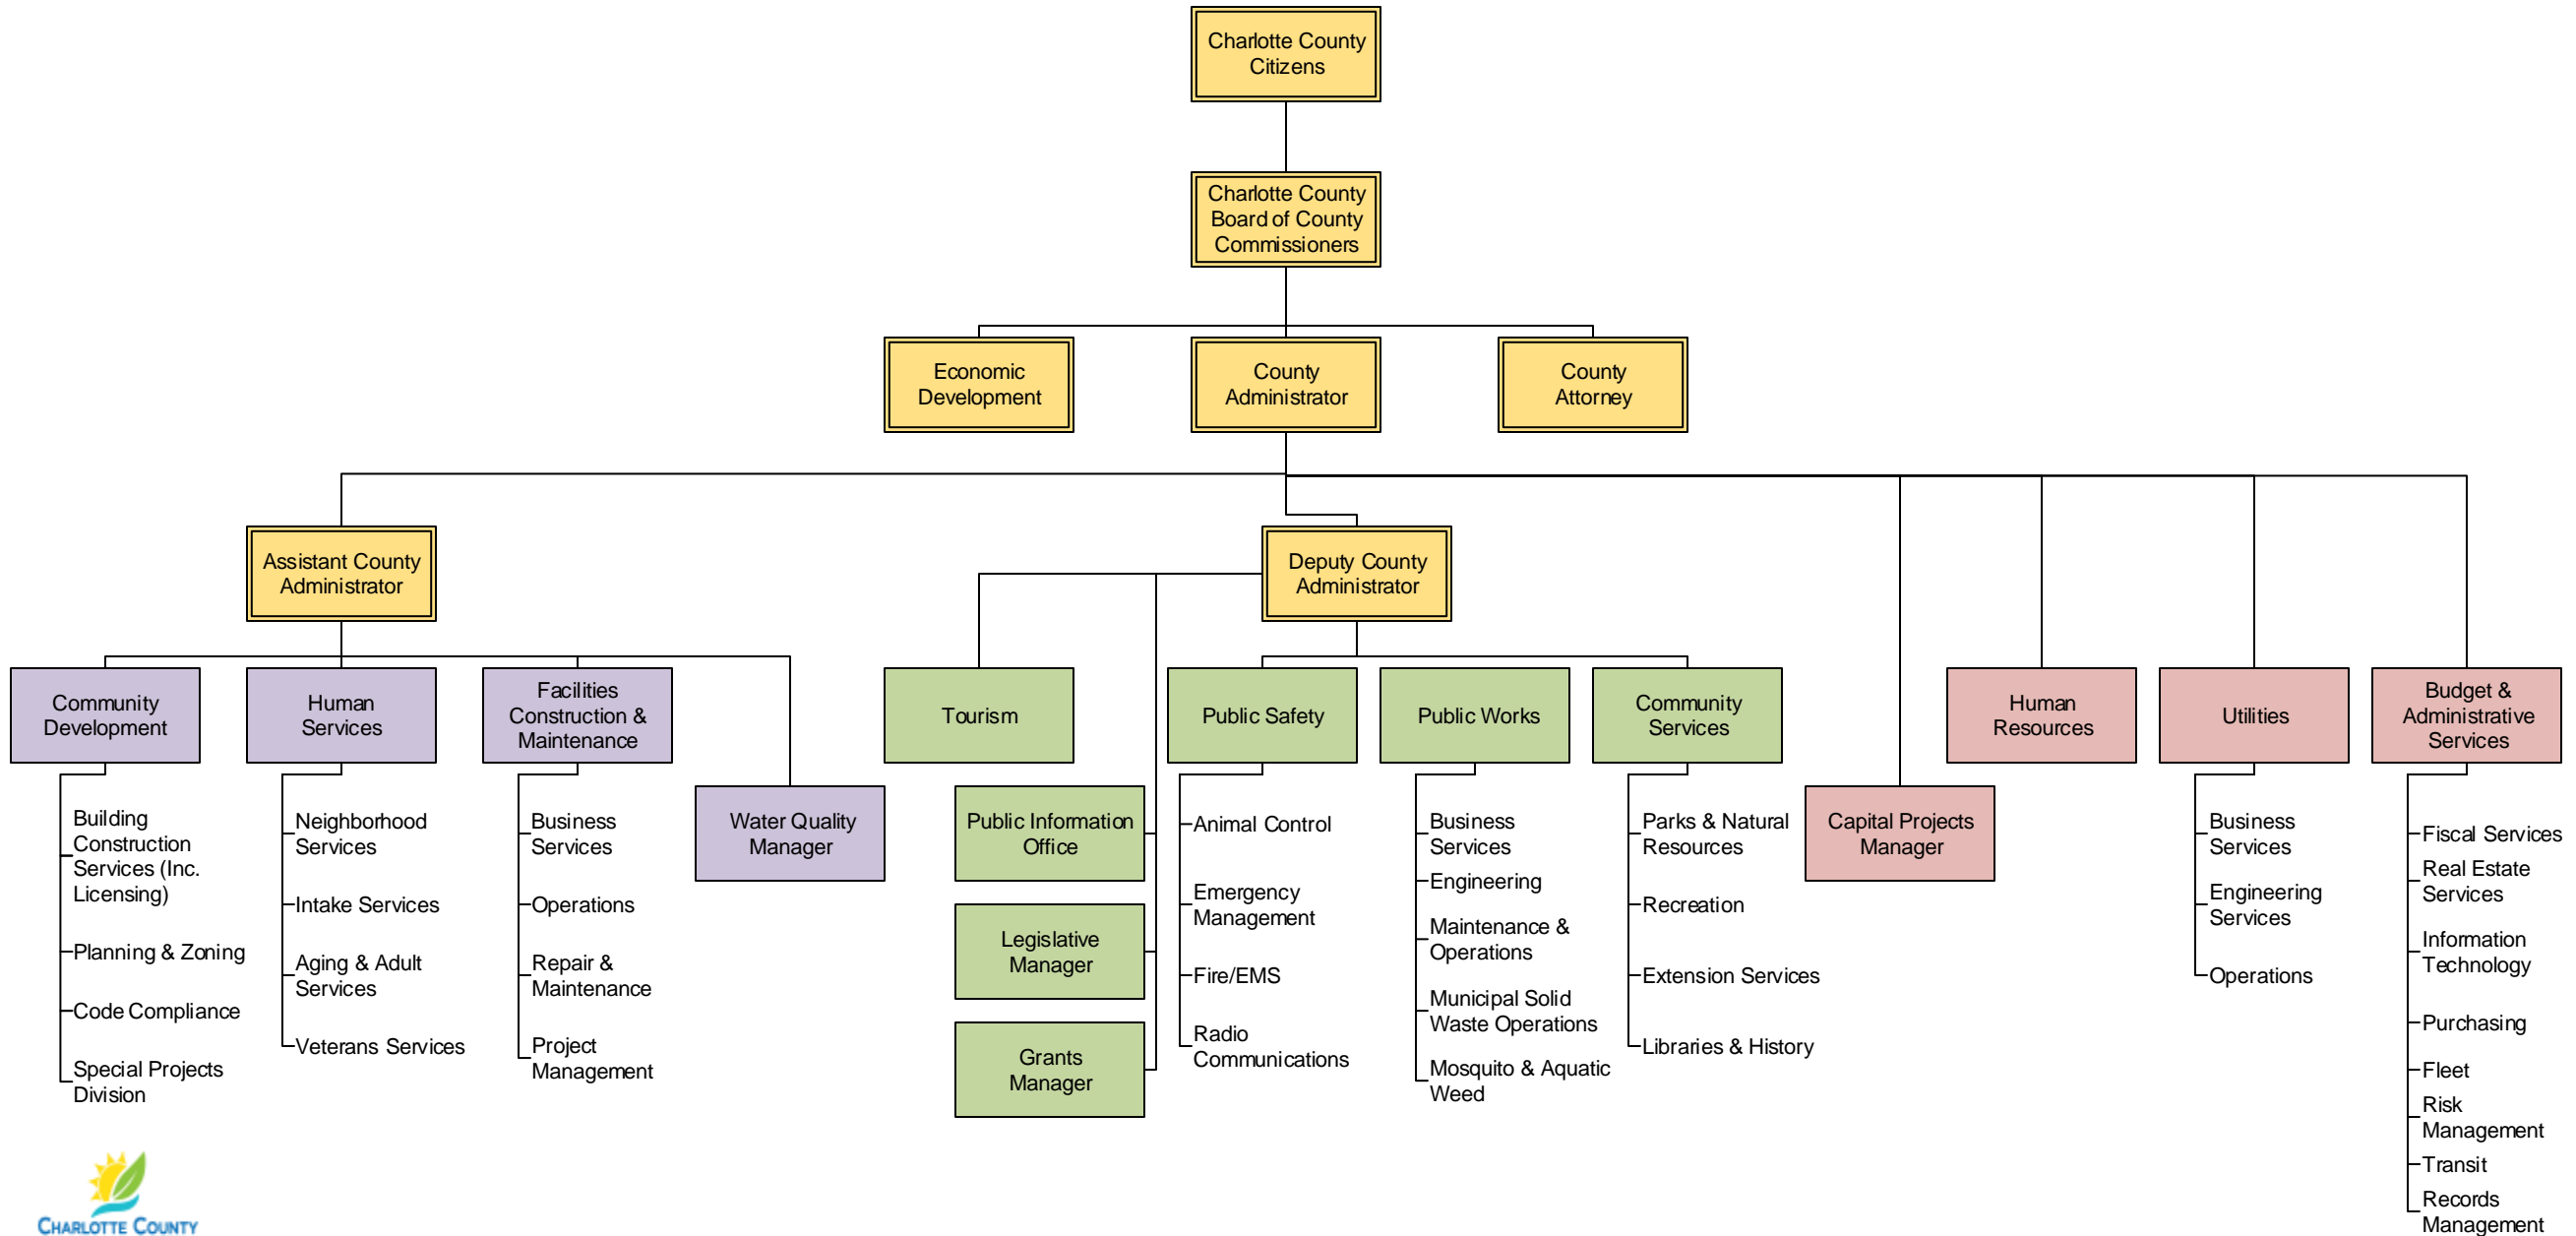 Charlotte County
Citizens
Charlotte County
Board of County
Commissioners
Economic
Development
County
Administrator
County
Attorney
Assistant County
Administrator
Deputy County
Administrator
Community
Development
Human
Services
Facilities
Construction &
Maintenance
Water Quality
Manager
Tourism
Public Information
Office
Legislative
Manager
Grants
Manager
Public Safety
Public Works
Community
Services
Capital Projects
Manager
Human
Resources
Utilities
Budget &
Administrative
Services
Building
Construction
Services (Inc.
Licensing)
Planning & Zoning
Code Compliance
Special Projects
Division
Neighborhood
Services
Intake Services
Aging & Adult
Services
Veterans Services
Business
Services
Operations
Repair &
Maintenance
Project
Management
Animal Control
Emergency
Management
Fire/EMS
Radio
Communications
Business
Services
Engineering
Maintenance &
Operations
Municipal Solid
Waste Operations
Mosquito & Aquatic
Weed
Parks & Natural
Resources
Recreation
Extension Services
Libraries & History
Business
Services
Engineering
Services
Operations
Fiscal Services
Real Estate
Services
Information
Technology
Purchasing
Fleet
Risk
Management
Transit
Records
Management
CHARLOTTE COUNTY